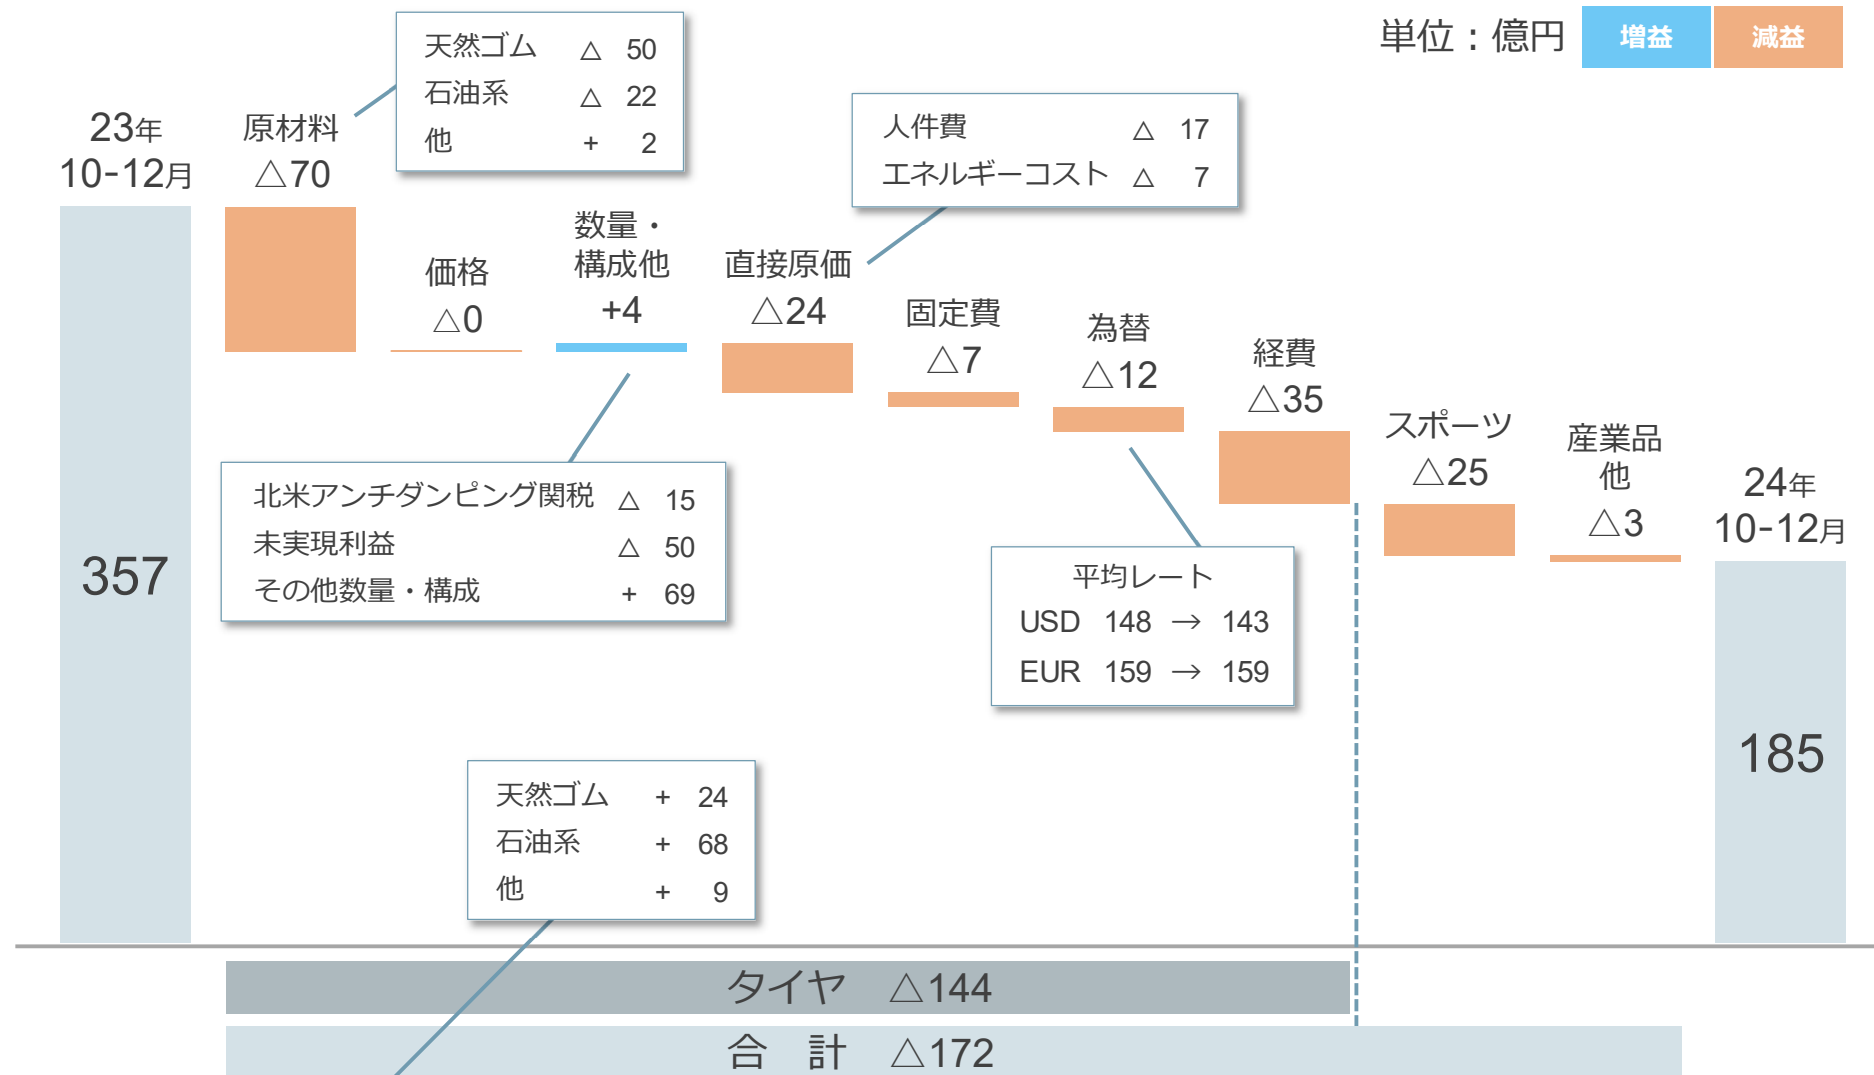 単位：億円 増益 減益
天然ゴム △ 50
石油系 △ 22
他 + 2
人件費 △ 17
エネルギーコスト △ 7
23年
10-12月
原材料
△70
価格
△0
数量・
構成他
+4
直接原価
△24
固定費
△7
為替
△12
経費
△35
スポーツ
△25
産業品
他
△3
24年
10-12月
357
北米アンチダンピング関税 △ 15
未実現利益 △ 50
その他数量・構成 + 69
平均レート
USD 148 → 143
EUR 159 → 159
185
天然ゴム + 24
石油系 + 68
他 + 9
タイヤ △144
合 計 △172